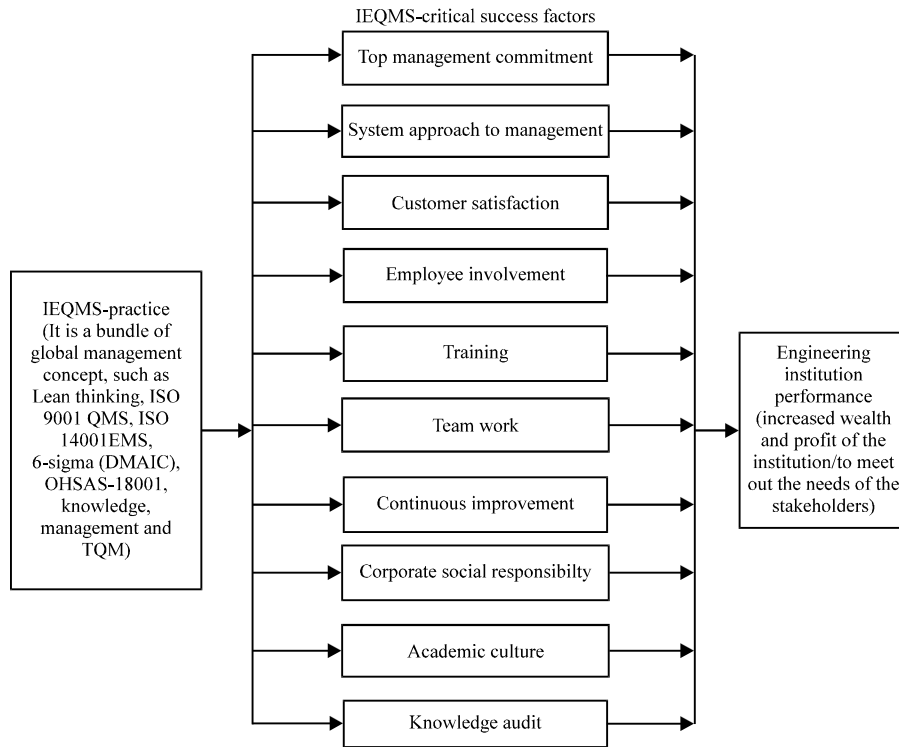 IEQMS-critical success factors
Top management commitment
System approach to management
Customer satisfaction
Employee involvement
Training
Team work
Continuous improvement
Corporate social responsibilty
Academic culture
Knowledge audit
IEQMS-practice
(It is a bundle of
global management
concept, such as
Lean thinking, ISO
9001 QMS, ISO
14001EMS,
6-sigma (DMAIC),
OHSAS-18001,
knowledge,
management and
TQM)
Engineering
institution
performance
(increased wealth
and profit of the
institution/to meet
out the needs of the
stakeholders)